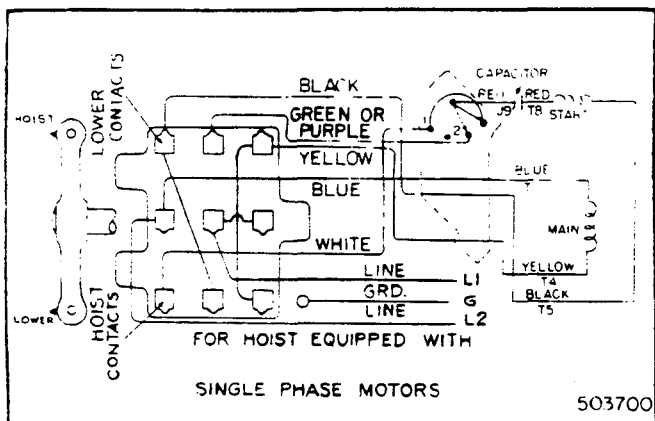 HOIST
LOWER CONTACTS
BLACK
GREEN OR PURPLE
YELLOW
BLUE
WHITE
LINE L1
GRD. G
LINE L2
HOIST CONTACTS
LOWER
CAPACITOR
RED RED
J9 T8 START
1
2
BLUE
MAIN
YELLOW
T4
BLACK
T5
FOR HOIST EQUIPPED WITH
SINGLE PHASE MOTORS
503700